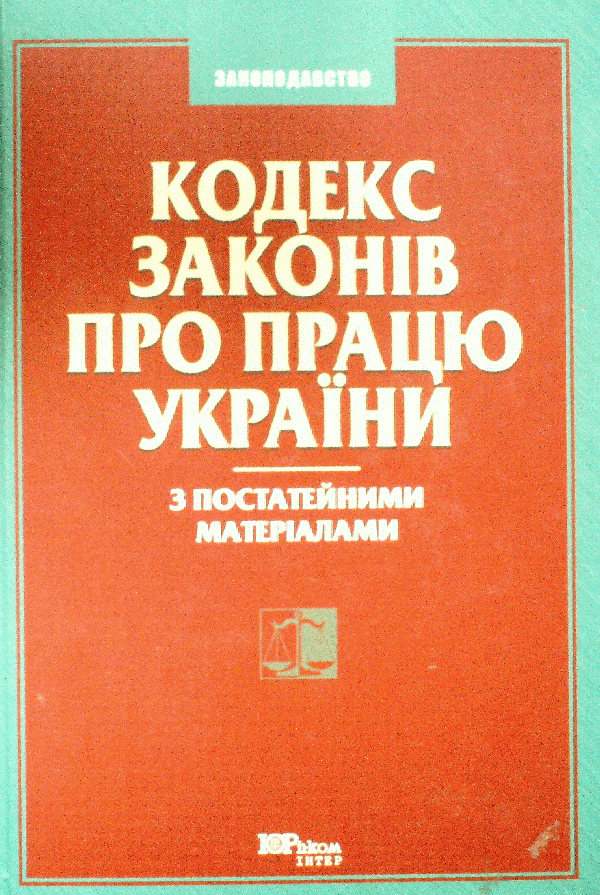 ЗАКОНОДАВСТВО
КОДЕКС
ЗАКОНІВ
ПРО ПРАЦЮ
УКРАЇНИ
З ПОСТАТЕЙНИМИ
МАТЕРІАЛАМИ
ЮРінком
ІНТЕР